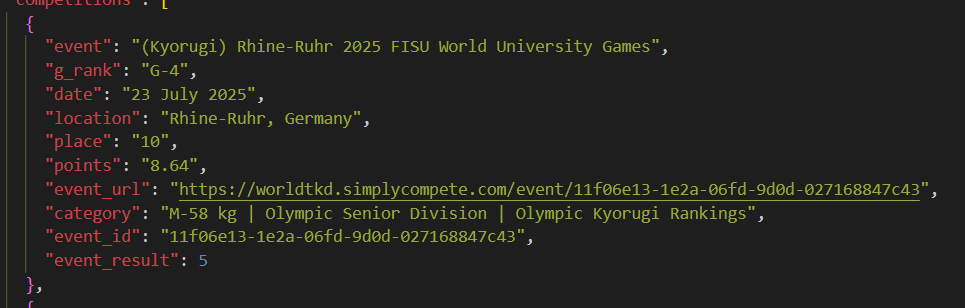 "competitions": [
{
"event": "(Kyorugi) Rhine-Ruhr 2025 FISU World University Games",
"g_rank": "G-4",
"date": "23 July 2025",
"location": "Rhine-Ruhr, Germany",
"place": "10",
"points": "8.64",
"event_url": "https://worldtkd.simplycompete.com/event/11f06e13-1e2a-06fd-9d0d-027168847c43",
"category": "M-58 kg | Olympic Senior Division | Olympic Kyorugi Rankings",
"event_id": "11f06e13-1e2a-06fd-9d0d-027168847c43",
"event_result": 5
},
{